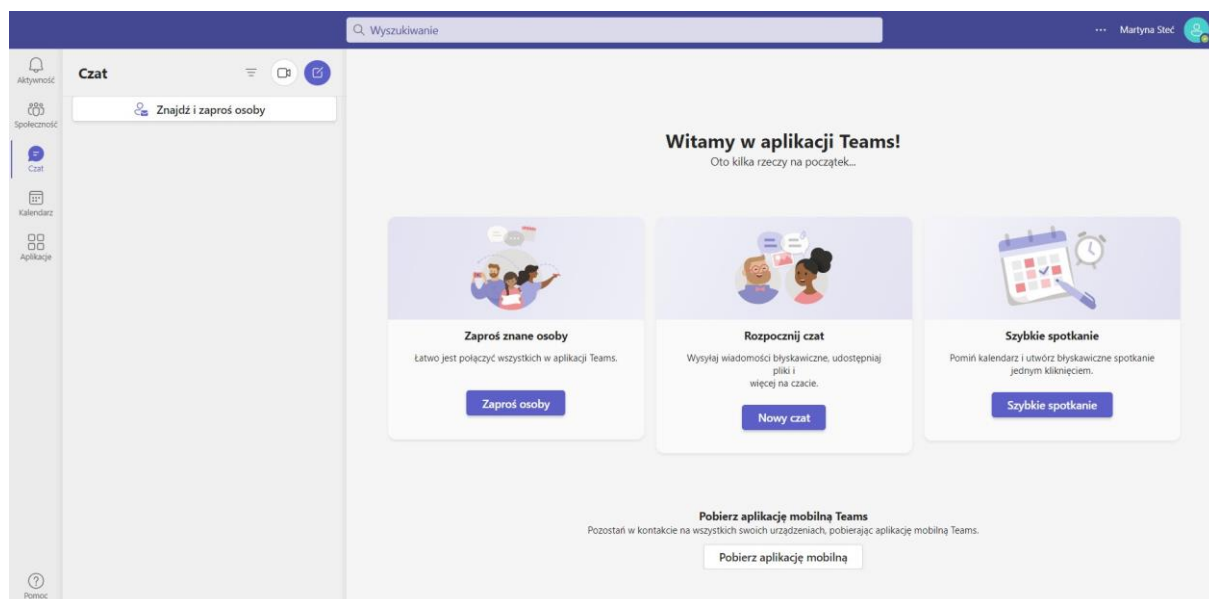 Wyszukiwanie
Martyna Steć
Aktywność
Społeczność
Czat
Kalendarz
Aplikacje
Pomoc
Czat
Znajdź i zaproś osoby
Witamy w aplikacji Teams!
Oto kilka rzeczy na początek...
Zaproś znane osoby
Łatwo jest połączyć wszystkich w aplikacji Teams.
Zaproś osoby
Rozpocznij czat
Wysyłaj wiadomości błyskawiczne, udostępniaj
pliki i
więcej na czacie.
Nowy czat
Szybkie spotkanie
Pomiń kalendarz i utwórz błyskawiczne spotkanie
jednym kliknięciem.
Szybkie spotkanie
Pobierz aplikację mobilną Teams
Pozostań w kontakcie na wszystkich swoich urządzeniach, pobierając aplikację mobilną Teams.
Pobierz aplikację mobilną